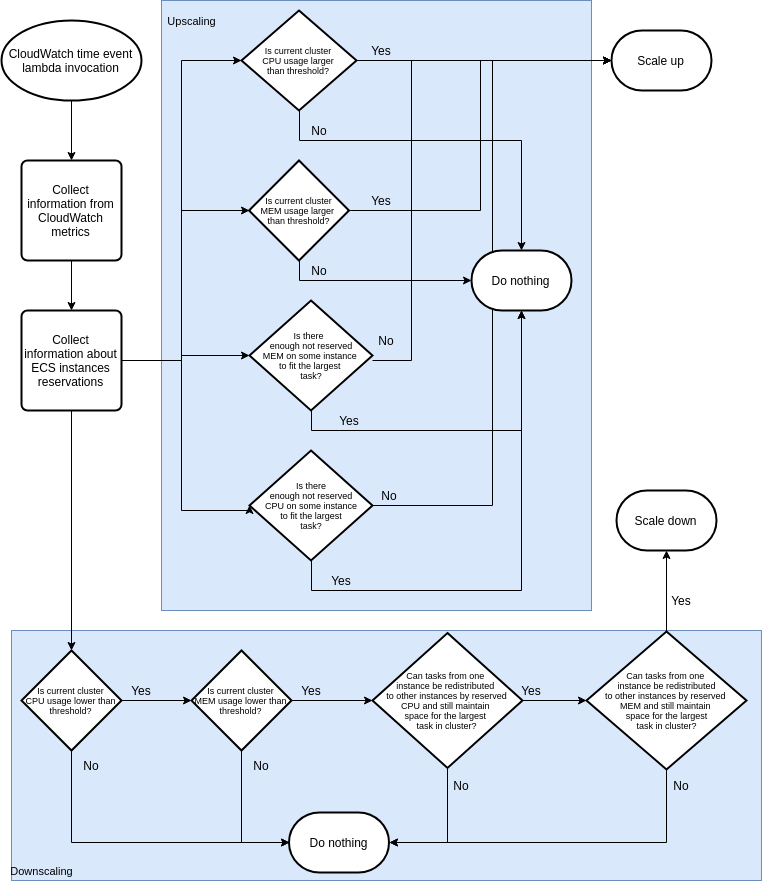 Upscaling
CloudWatch time event
lambda invocation
Collect
information from
CloudWatch
metrics
Collect
information about
ECS instances
reservations
Is current cluster
CPU usage larger
than threshold?
Yes
No
Scale up
Is current cluster
MEM usage larger
than threshold?
Yes
No
Do nothing
Is there
enough not reserved
MEM on some instance
to fit the largest
task?
No
Yes
Is there
enough not reserved
CPU on some instance
to fit the largest
task?
No
Yes
Scale down
Yes
Is current cluster
CPU usage lower than
threshold?
Yes
No
Is current cluster
MEM usage lower than
threshold?
Yes
No
Can tasks from one
instance be redistributed
to other instances by reserved
CPU and still maintain
space for the largest
task in cluster?
Yes
No
Can tasks from one
instance be redistributed
to other instances by reserved
MEM and still maintain
space for the largest
task in cluster?
No
Do nothing
Downscaling